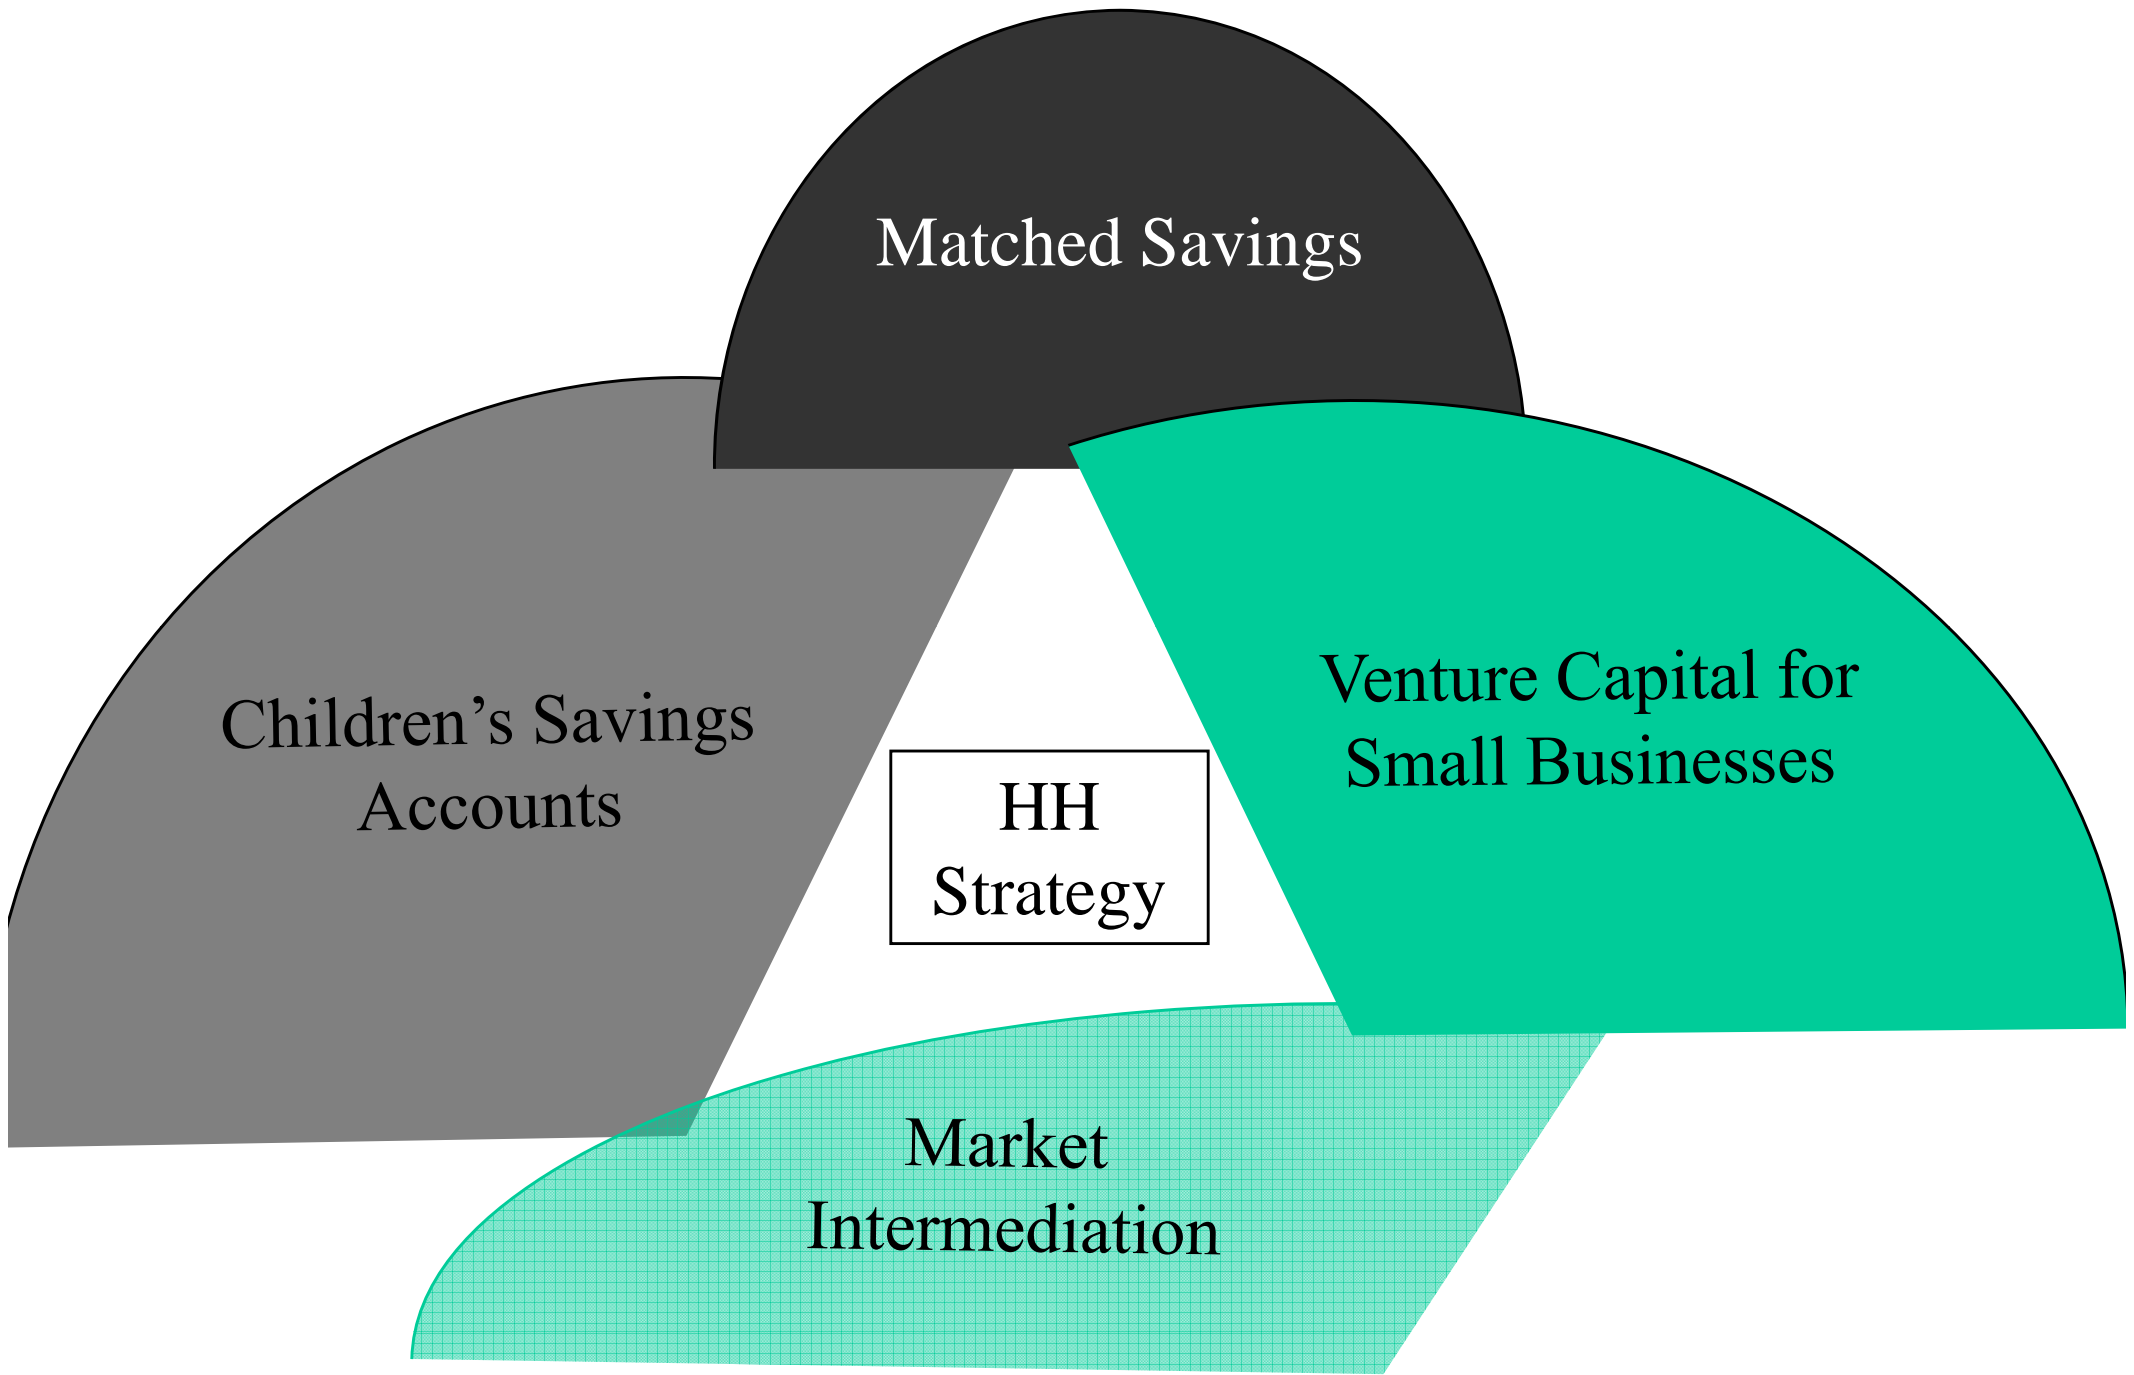 Matched Savings
Children’s Savings
Accounts
Venture Capital for
Small Businesses
HH
Strategy
Market
Intermediation